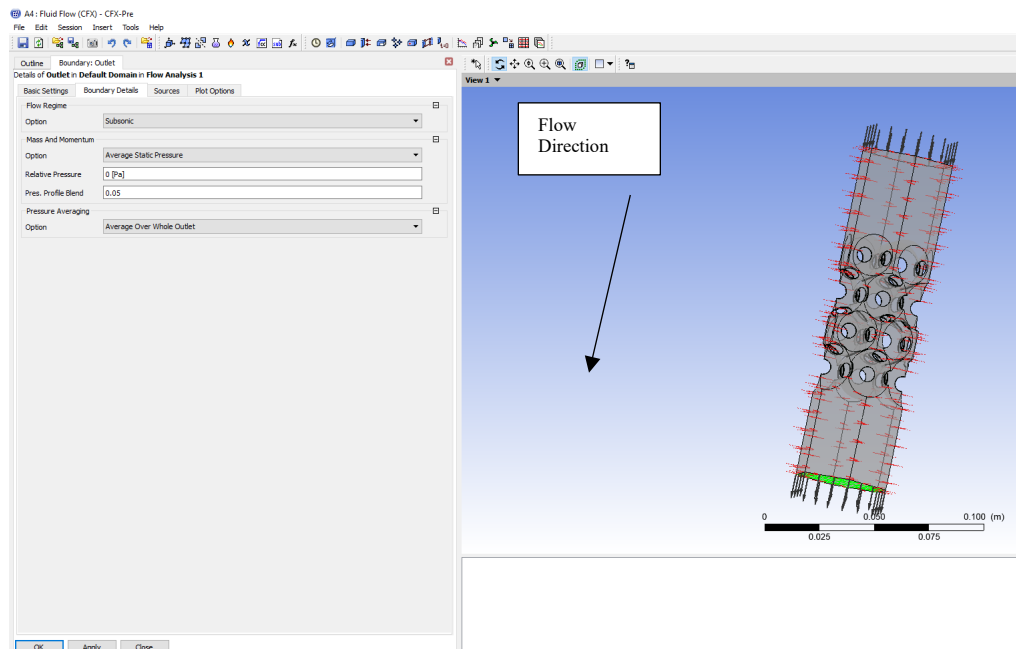 A4 : Fluid Flow (CFX) - CFX-Pre
File Edit Session Insert Tools Help
Outline Boundary: Outlet
Details of Outlet in Default Domain in Flow Analysis 1
Basic Settings Boundary Details Sources Plot Options
Flow Regime
Option Subsonic
Mass And Momentum
Option Average Static Pressure
Relative Pressure 0 [Pa]
Pres. Profile Blend 0.05
Pressure Averaging
Option Average Over Whole Outlet
OK Apply Close
View 1
Flow
Direction
0 0.050 0.100 (m)
0.025 0.075